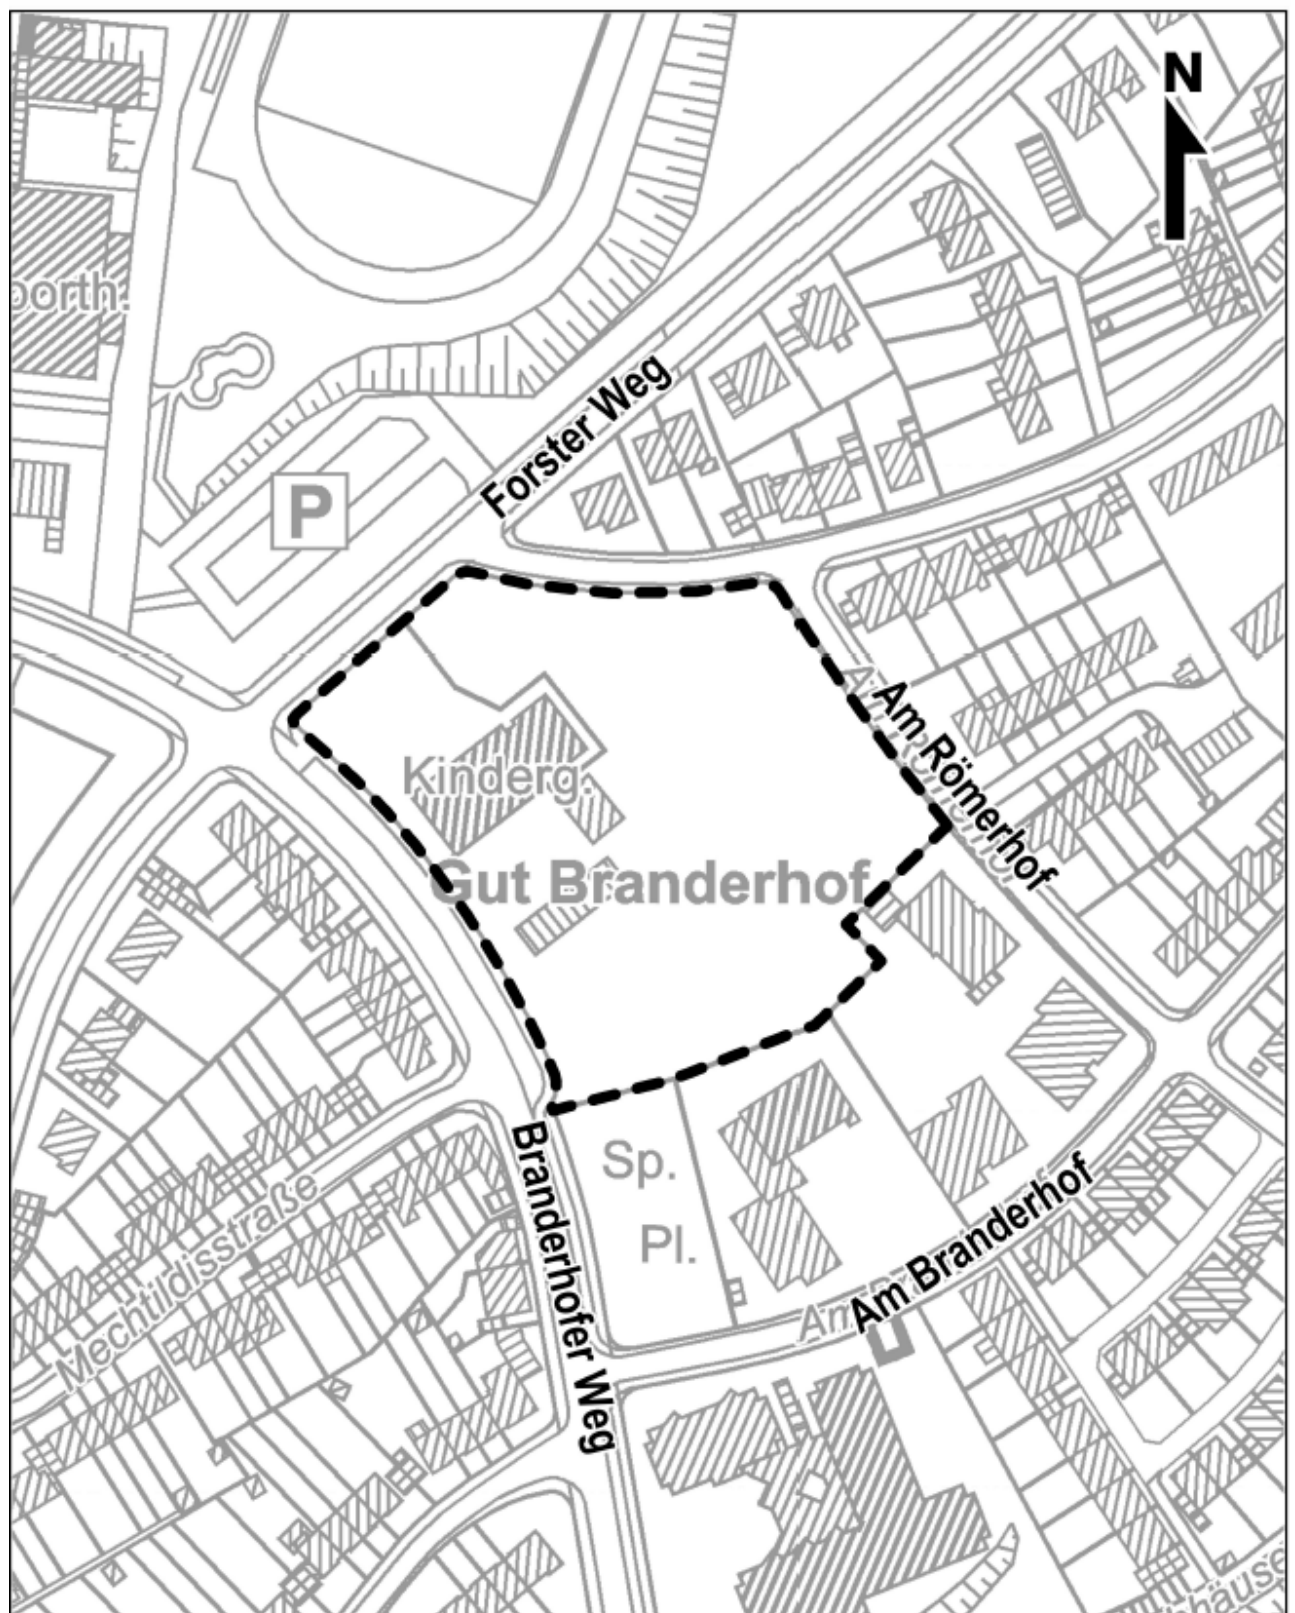 N
porth.
Forster Weg
P
Am Römerhof
Kinderg.
Gut Branderhof
Sp.
Pl.
Branderhofer Weg
Mechtildisstraße
Am Branderhof